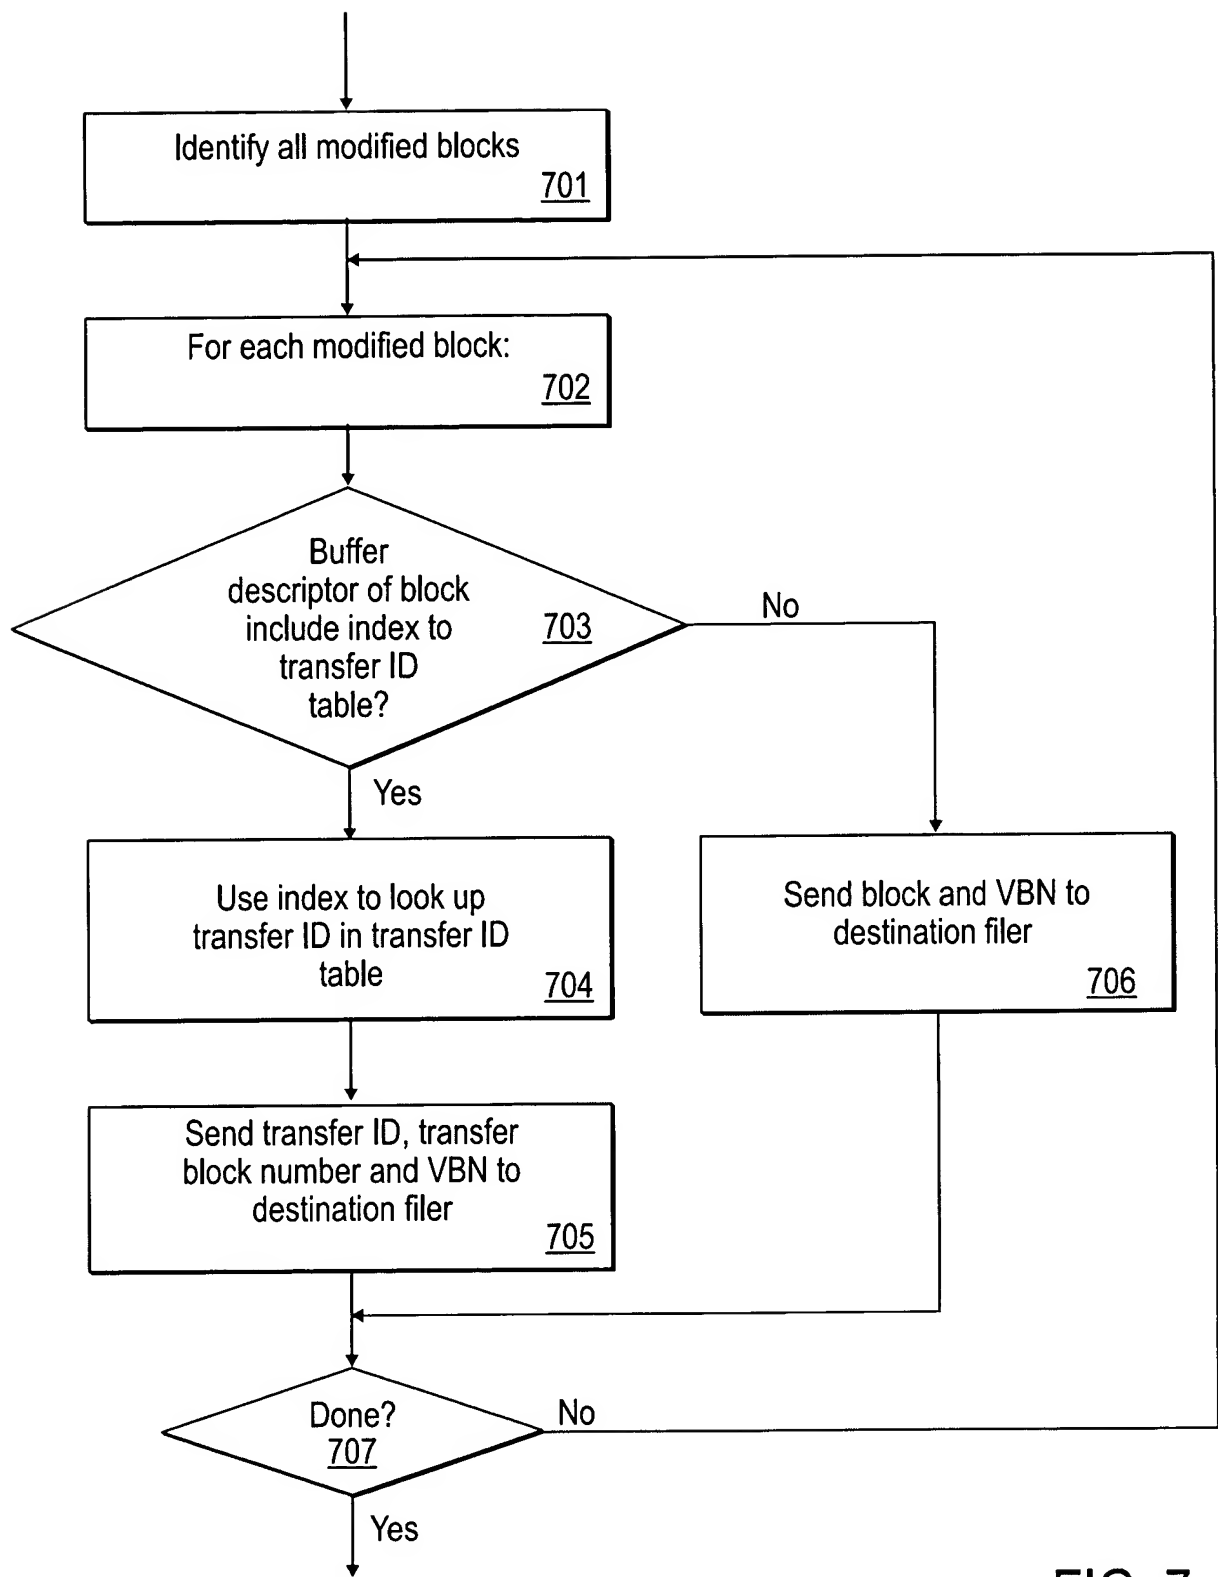 Identify all modified blocks
701
For each modified block:
702
Buffer
descriptor of block
include index to
transfer ID
table?
703
No
Yes
Use index to look up
transfer ID in transfer ID
table
704
Send block and VBN to
destination filer
706
Send transfer ID, transfer
block number and VBN to
destination filer
705
Done?
707
No
Yes
FIG. 7